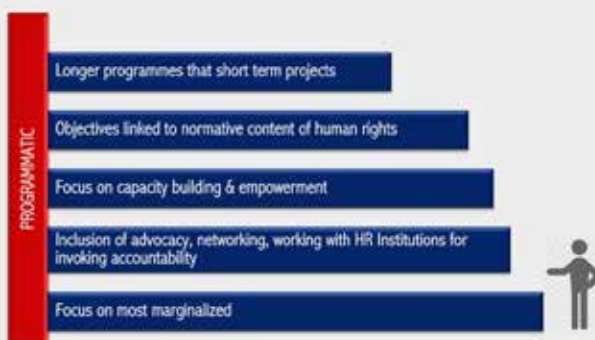 PROGRAMMATIC
Longer programmes that short term projects
Objectives linked to normative content of human rights
Focus on capacity building & empowerment
Inclusion of advocacy, networking, working with HR Institutions for
invoking accountability
Focus on most marginalized